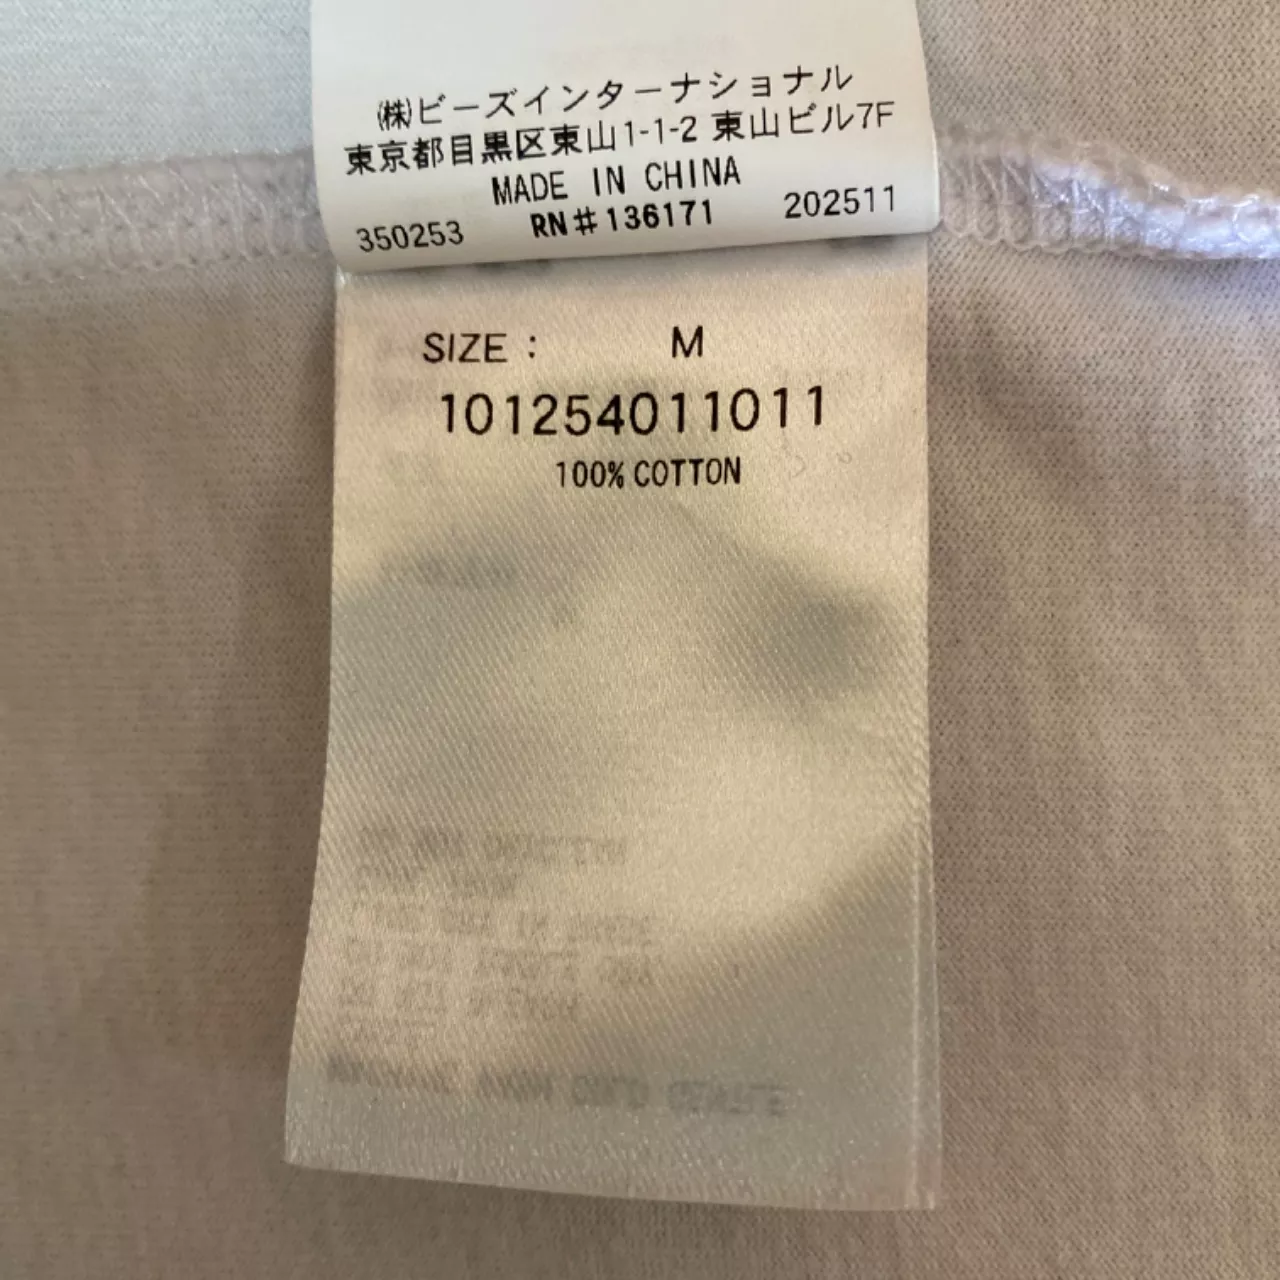 ㈱ビーズインターナショナル
東京都目黒区東山1-1-2 東山ビル7F
MADE IN CHINA
350253 RN#136171 202511
SIZE : M
101254011011
100% COTTON